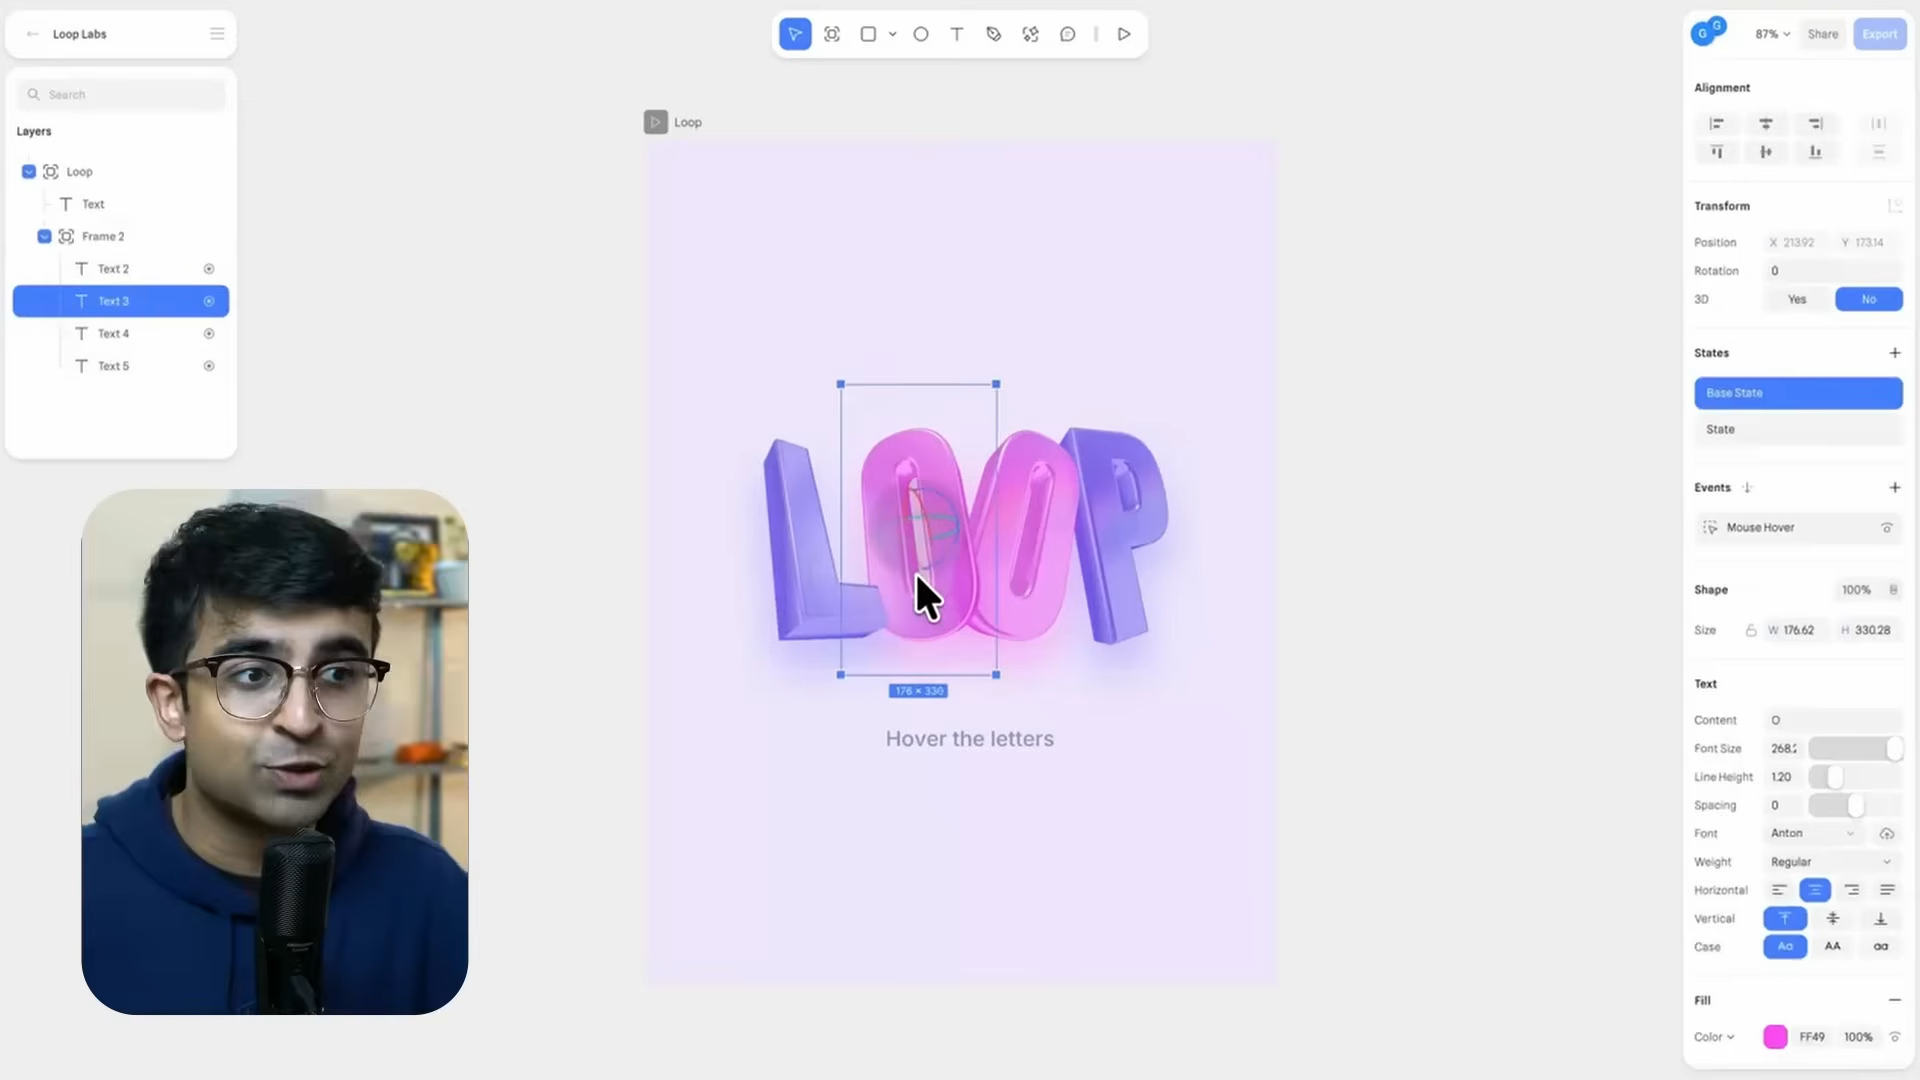 Loop Labs
Search
Layers
Loop
Text
Frame 2
Text 2
Text 3
Text 4
Text 5
Loop
LOOP
176 × 330
Hover the letters
G
G
87%
Share
Export
Alignment
Transform
Position X 213.92 Y 173.14
Rotation 0
3D Yes No
States
Base State
State
Events
Mouse Hover
Shape 100%
Size W 176.62 H 330.28
Text
Content O
Font Size 268.2
Line Height 1.20
Spacing 0
Font Anton
Weight Regular
Horizontal
Vertical
Case Aa AA aa
Fill
Color FF49 100%